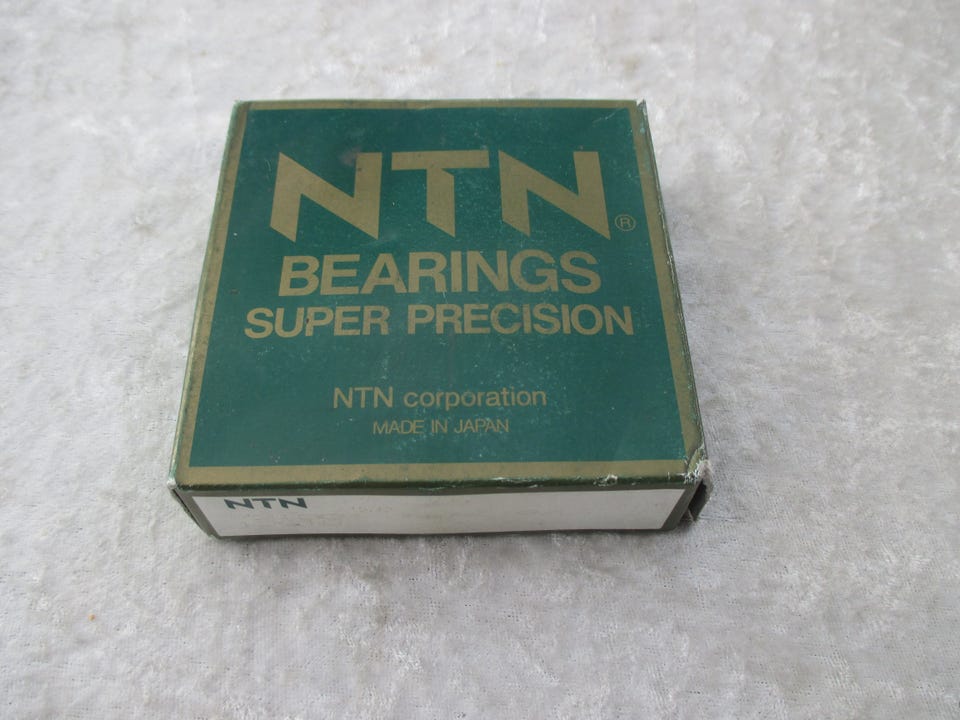 NTN®
BEARINGS
SUPER PRECISION
NTN corporation
MADE IN JAPAN
NTN